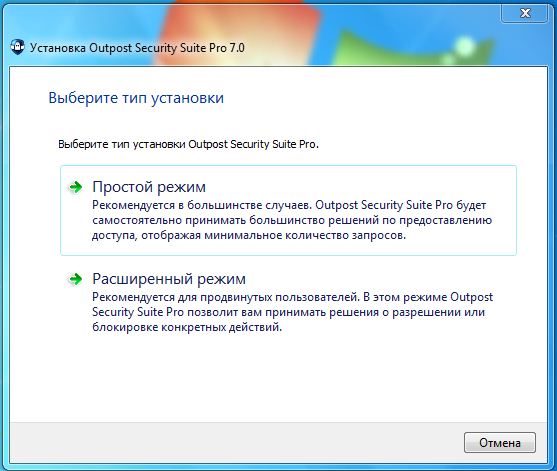 Установка Outpost Security Suite Pro 7.0
Выберите тип установки
Выберите тип установки Outpost Security Suite Pro.
Простой режим
Рекомендуется в большинстве случаев. Outpost Security Suite Pro будет
самостоятельно принимать большинство решений по предоставлению
доступа, отображая минимальное количество запросов.
Расширенный режим
Рекомендуется для продвинутых пользователей. В этом режиме Outpost
Security Suite Pro позволит вам принимать решения о разрешении или
блокировке конкретных действий.
Отмена